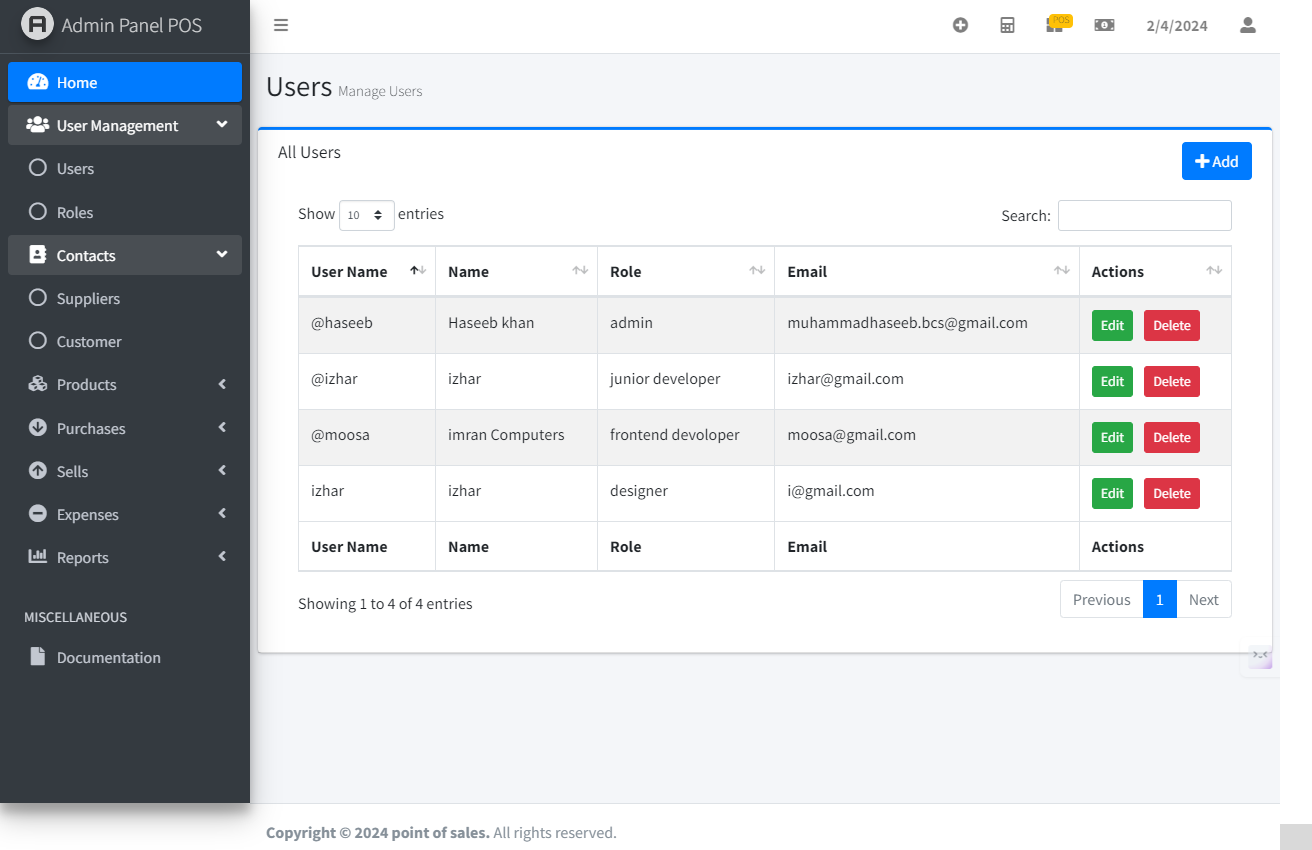 Admin Panel POS
POS
2/4/2024
Home
User Management
Users
Roles
Contacts
Suppliers
Customer
Products
Purchases
Sells
Expenses
Reports
MISCELLANEOUS
Documentation
Users Manage Users
All Users
Add
Show 10 entries
Search:
User Name Name Role Email Actions
@haseeb Haseeb khan admin muhammadhaseeb.bcs@gmail.com Edit Delete
@izhar izhar junior developer izhar@gmail.com Edit Delete
@moosa imran Computers frontend devoloper moosa@gmail.com Edit Delete
izhar izhar designer i@gmail.com Edit Delete
User Name Name Role Email Actions
Showing 1 to 4 of 4 entries
Previous 1 Next
Copyright © 2024 point of sales. All rights reserved.